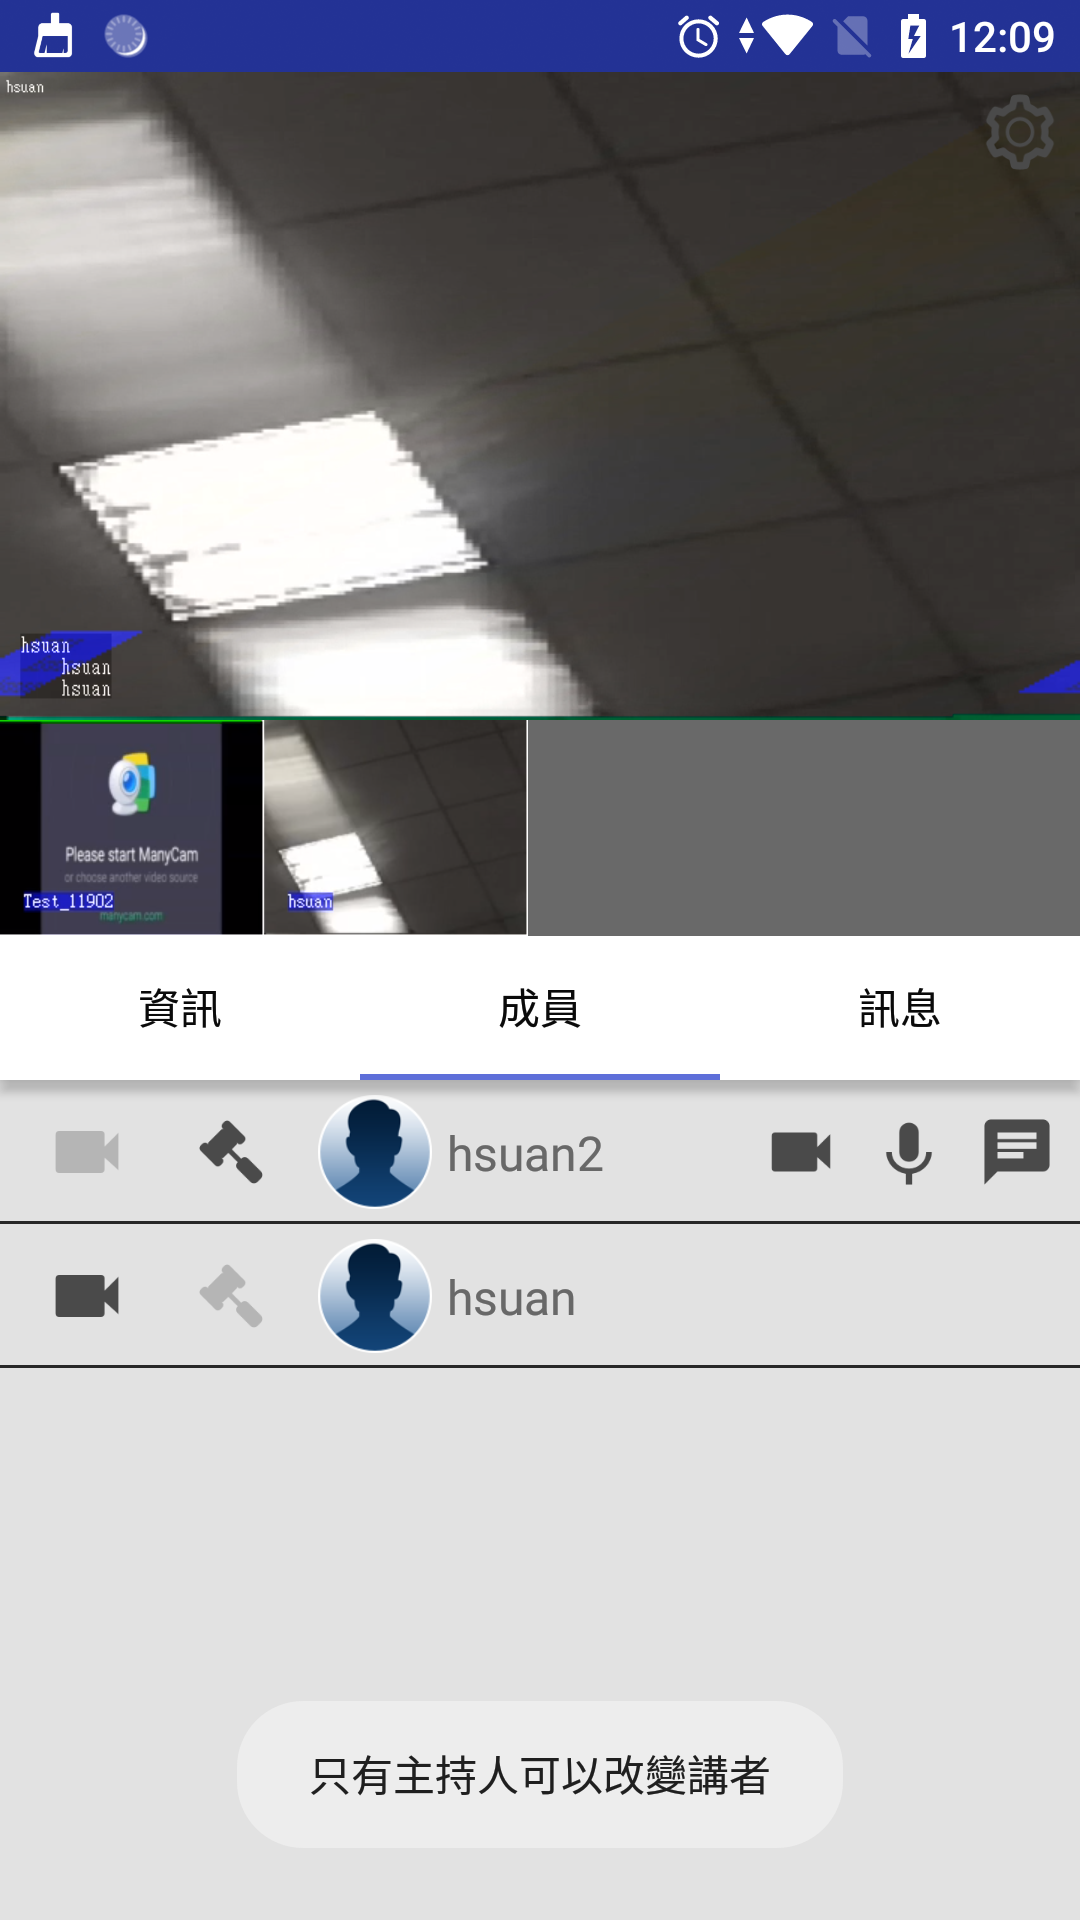 12:09
hsuan
hsuan
hsuan
hsuan
Please start ManyCam
or choose another video source
Test_11902
manycam.com
hsuan
資訊
成員
訊息
hsuan2
hsuan
只有主持人可以改變講者